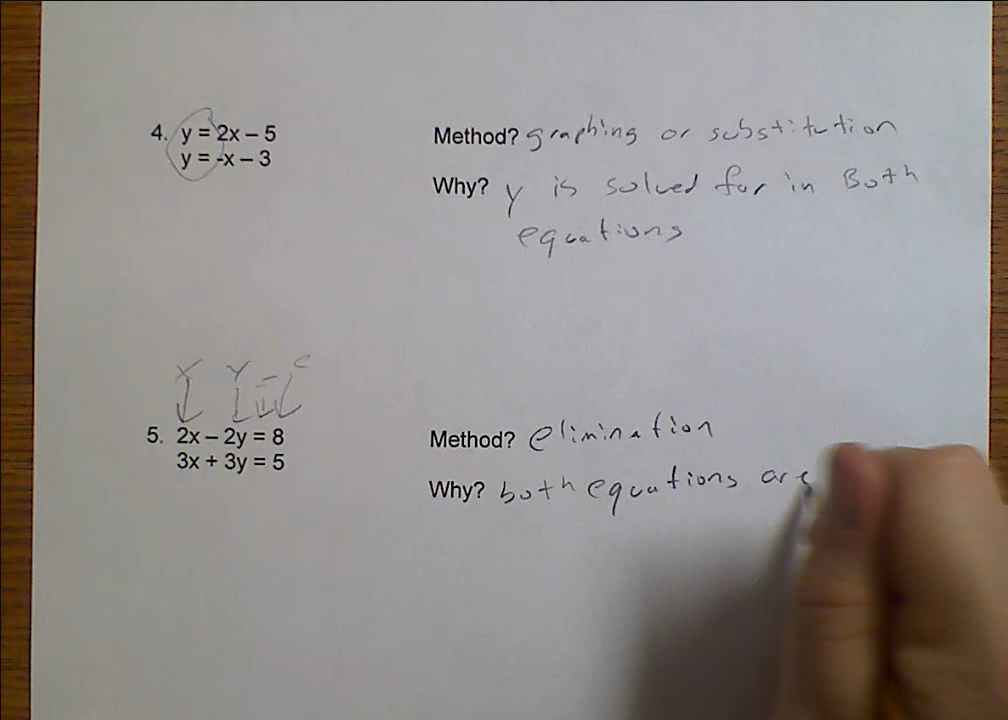 4. y = 2x – 5 Method? graphing or substitution
y = -x – 3
Why? y is solved for in Both
equations
x y = c
5. 2x – 2y = 8 Method? elimination
3x + 3y = 5
Why? both equations are